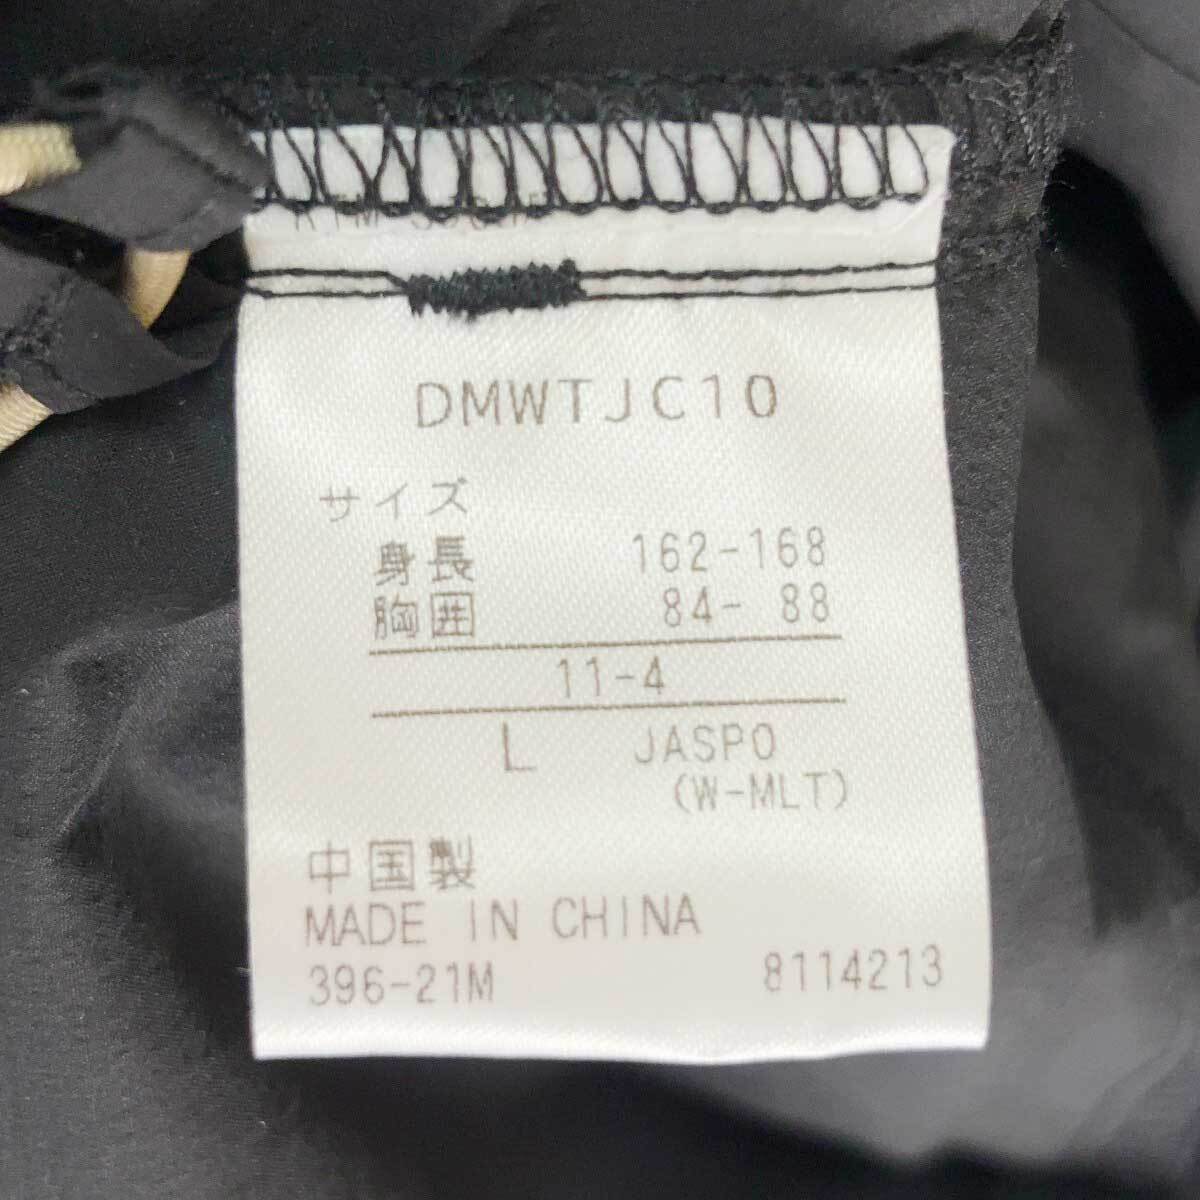 DMWTJC10
サイズ
身長 162-168
胸囲 84- 88
11-4
L JASPO
(W-MLT)
中国製
MADE IN CHINA
396-21M 8114213